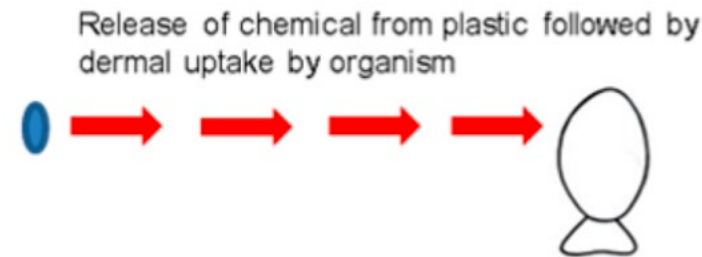 Release of chemical from plastic followed by
dermal uptake by organism